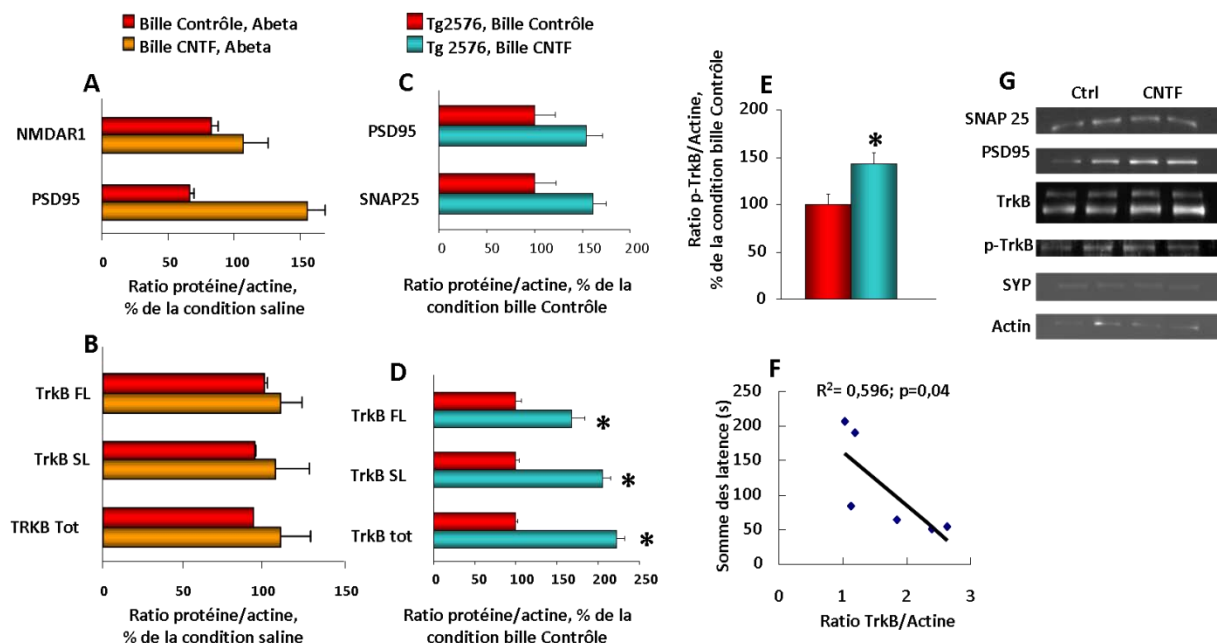 Bille Contrôle, Abeta
Bille CNTF, Abeta
Tg2576, Bille Contrôle
Tg 2576, Bille CNTF
A
NMDAR1
PSD95
0 50 100 150
Ratio protéine/actine,
% de la condition saline
B
TrkB FL
TrkB SL
TRKB Tot
0 50 100 150
Ratio protéine/actine,
% de la condition saline
C
PSD95
SNAP25
0 50 100 150 200
Ratio protéine/actine, % de la
condition bille Contrôle
D
TrkB FL
*
TrkB SL
*
TrkB tot
*
0 50 100 150 200 250
Ratio protéine/actine, % de la
condition bille Contrôle
E
Ratio p-TrkB/Actine,
% de la condition bille Contrôle
200
150
100
50
0
*
F
R²= 0,596; p=0,04
Somme des latence (s)
250
200
150
100
50
0
0 1 2 3
Ratio TrkB/Actine
G
Ctrl CNTF
SNAP 25
PSD95
TrkB
p-TrkB
SYP
Actin